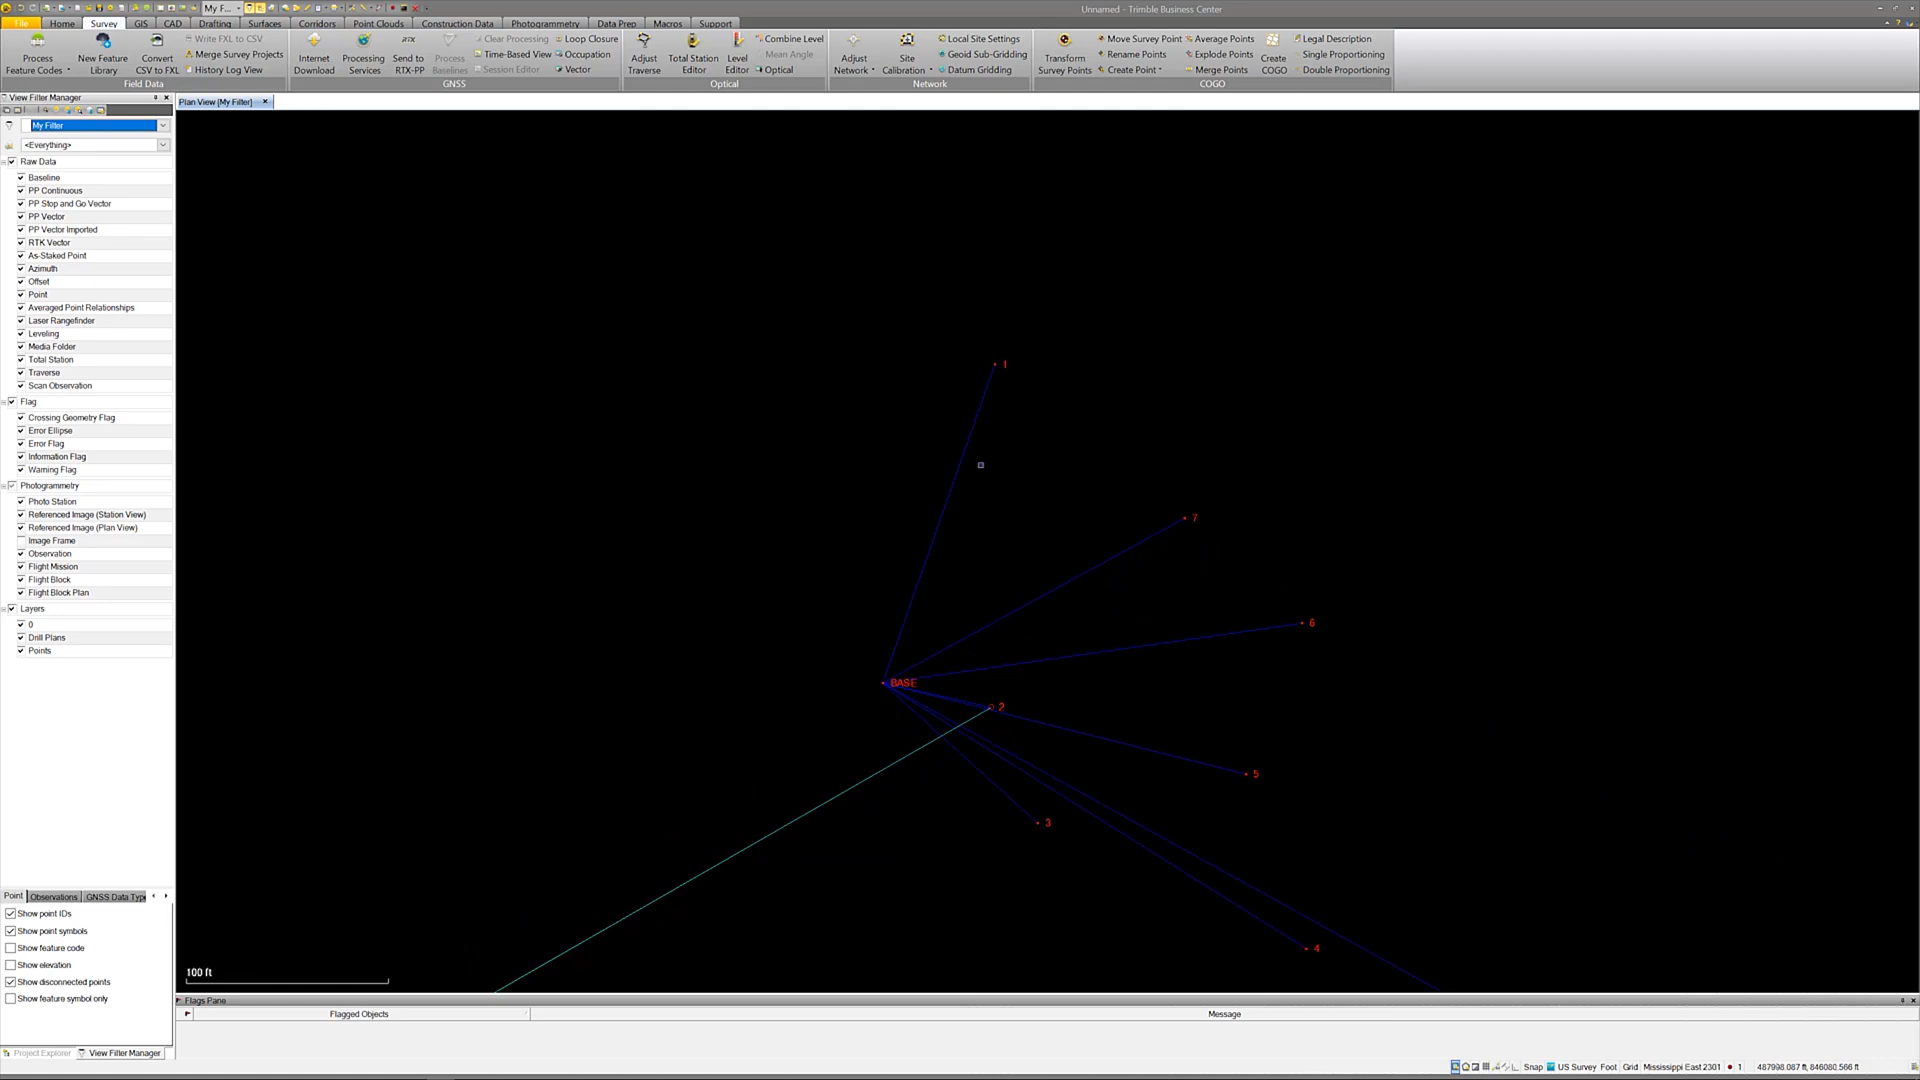 My F...
Unnamed - Trimble Business Center
File Home Survey GIS CAD Drafting Surfaces Corridors Point Clouds Construction Data Photogrammetry Data Prep Macros Support
Process Feature Codes
New Feature Library
Convert CSV to FXL
Write FXL to CSV
Merge Survey Projects
History Log View
Field Data
Internet Download
Processing Services
Send to RTX-PP
Process Baselines
Clear Processing
Time-Based View
Session Editor
Loop Closure
Occupation
Vector
GNSS
Adjust Traverse
Total Station Editor
Level Editor
Combine Level
Mean Angle
Optical
Optical
Adjust Network
Site Calibration
Local Site Settings
Geoid Sub-Gridding
Datum Gridding
Network
Transform Survey Points
Move Survey Point
Rename Points
Create Point
Average Points
Explode Points
Merge Points
Create COGO
Legal Description
Single Proportioning
Double Proportioning
COGO
View Filter Manager
Plan View [My Filter]
My Filter
<Everything>
Raw Data
Baseline
PP Continuous
PP Stop and Go Vector
PP Vector
PP Vector Imported
RTK Vector
As-Staked Point
Azimuth
Offset
Point
Averaged Point Relationships
Laser Rangefinder
Leveling
Media Folder
Total Station
Traverse
Scan Observation
Flag
Crossing Geometry Flag
Error Ellipse
Error Flag
Information Flag
Warning Flag
Photogrammetry
Photo Station
Referenced Image (Station View)
Referenced Image (Plan View)
Image Frame
Observation
Flight Mission
Flight Block
Flight Block Plan
Layers
0
Drill Plans
Points
1
7
6
BASE
2
5
3
4
100 ft
Point Observations GNSS Data Type
Show point IDs
Show point symbols
Show feature code
Show elevation
Show disconnected points
Show feature symbol only
Project Explorer View Filter Manager
Flags Pane
Flagged Objects Message
Snap US Survey Foot Grid Mississippi East 2301 1 487998.087 ft, 846080.566 ft